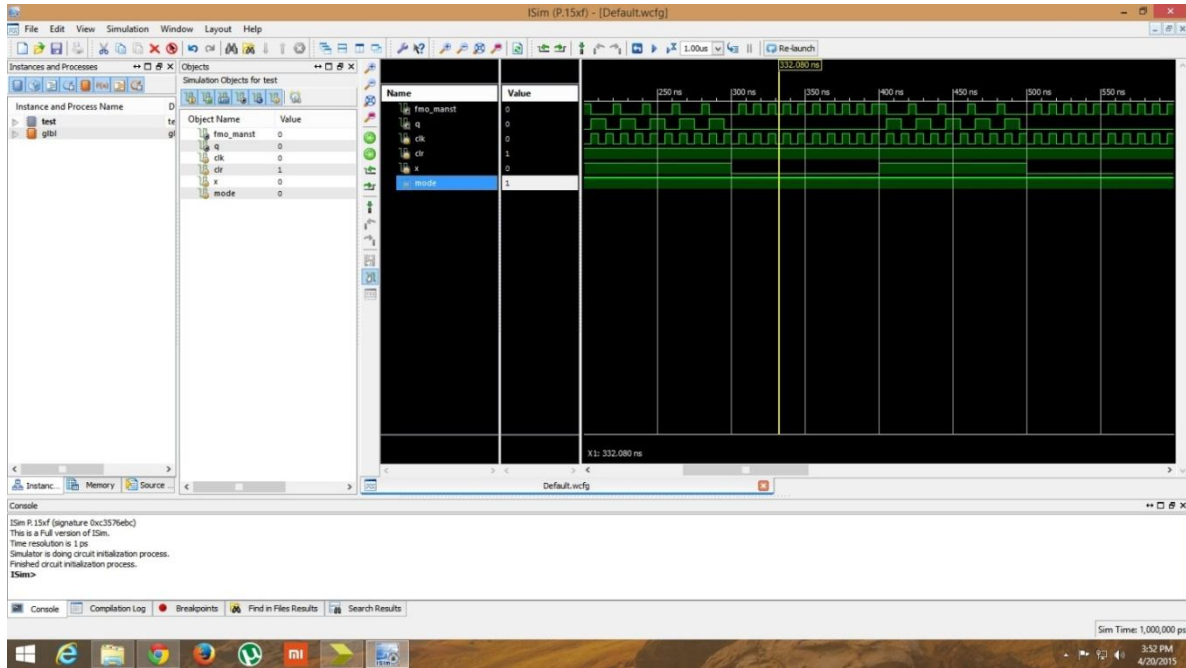 ISim (P.15xf) - [Default.wcfg]
File Edit View Simulation Window Layout Help
1.00us Re-launch
Instances and Processes
Instance and Process Name D
test te
glbl gl
Objects
Simulation Objects for test
Object Name Value
fmo_manst 0
q 0
clk 0
clr 1
x 0
mode 0
Name Value
fmo_manst 0
q 0
clk 0
clr 1
x 0
mode 1
332.080 ns
250 ns 300 ns 350 ns 400 ns 450 ns 500 ns 550 ns
X1: 332.080 ns
Instanc... Memory Source ...
Default.wcfg
Console
ISim P.15xf (signature 0xc3576ebc)
This is a Full version of ISim.
Time resolution is 1 ps
Simulator is doing circuit initialization process.
Finished circuit initialization process.
ISim>
Console Compilation Log Breakpoints Find in Files Results Search Results
Sim Time: 1,000,000 ps
3:52 PM
4/20/2015